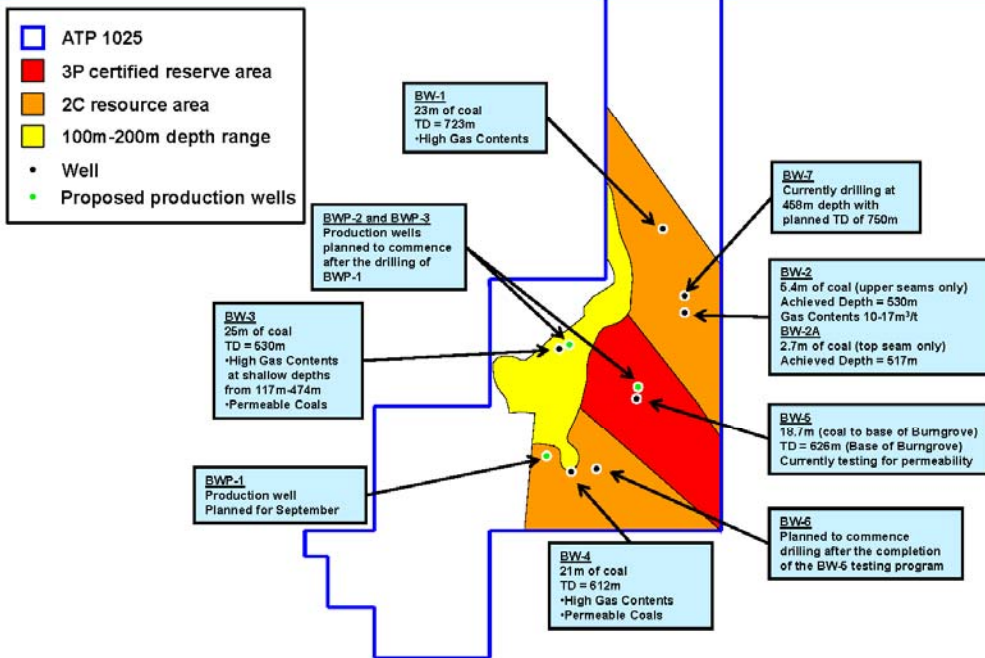 ATP 1025
3P certified reserve area
2C resource area
100m-200m depth range
Well
Proposed production wells
BW-1
23m of coal
TD = 723m
•High Gas Contents
BWP-2 and BWP-3
Production wells
planned to commence
after the drilling of
BWP-1
BW-7
Currently drilling at
458m depth with
planned TD of 750m
BW-2
5.4m of coal (upper seams only)
Achieved Depth = 530m
Gas Contents 10-17m³/t
BW-2A
2.7m of coal (top seam only)
Achieved Depth = 517m
BW-3
25m of coal
TD = 530m
•High Gas Contents
at shallow depths
from 117m-474m
•Permeable Coals
BW-5
18.7m (coal to base of Burngrove)
TD = 626m (Base of Burngrove)
Currently testing for permeability
BWP-1
Production well
Planned for September
BW-6
Planned to commence
drilling after the completion
of the BW-5 testing program
BW-4
21m of coal
TD = 612m
•High Gas Contents
•Permeable Coals